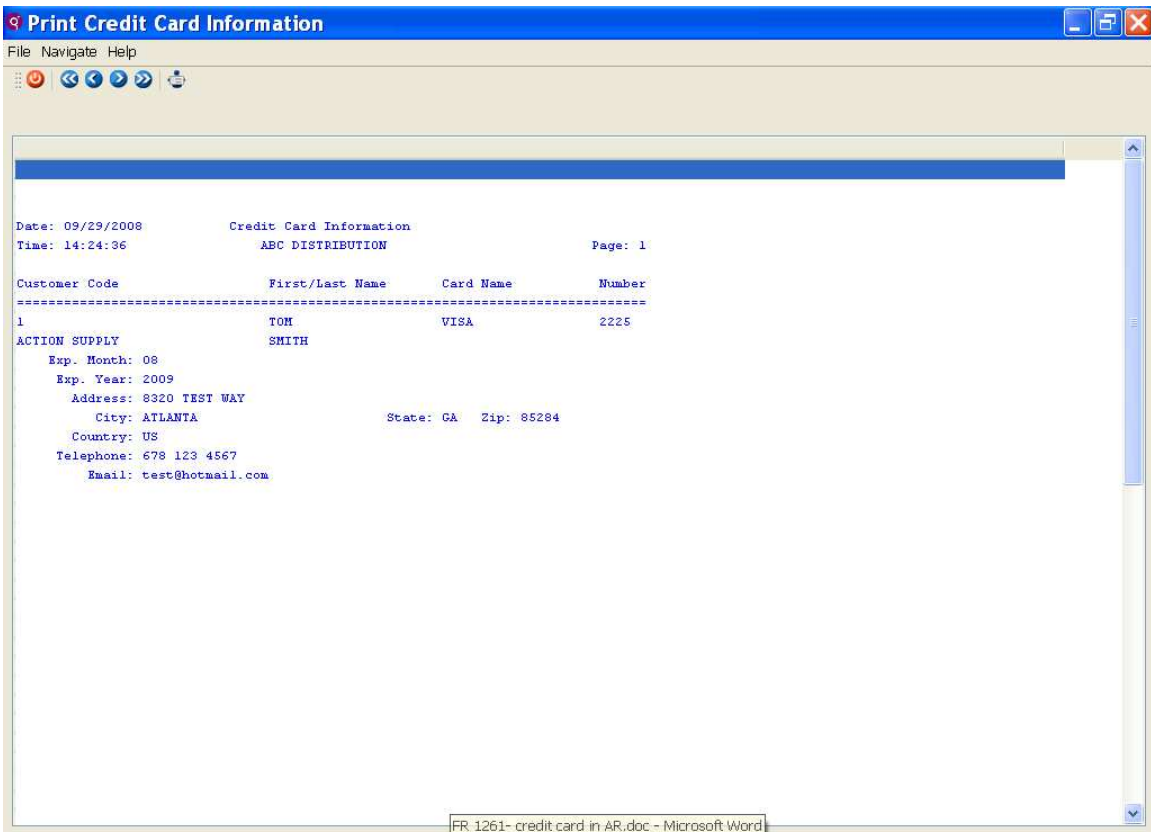 Print Credit Card Information
File Navigate Help
Date: 09/29/2008 Credit Card Information
Time: 14:24:36 ABC DISTRIBUTION Page: 1
Customer Code First/Last Name Card Name Number
================================================================================
1 TOM VISA 2225
ACTION SUPPLY SMITH
Exp. Month: 08
Exp. Year: 2009
Address: 8320 TEST WAY
City: ATLANTA State: GA Zip: 85284
Country: US
Telephone: 678 123 4567
Email: test@hotmail.com
FR 1261- credit card in AR.doc - Microsoft Word